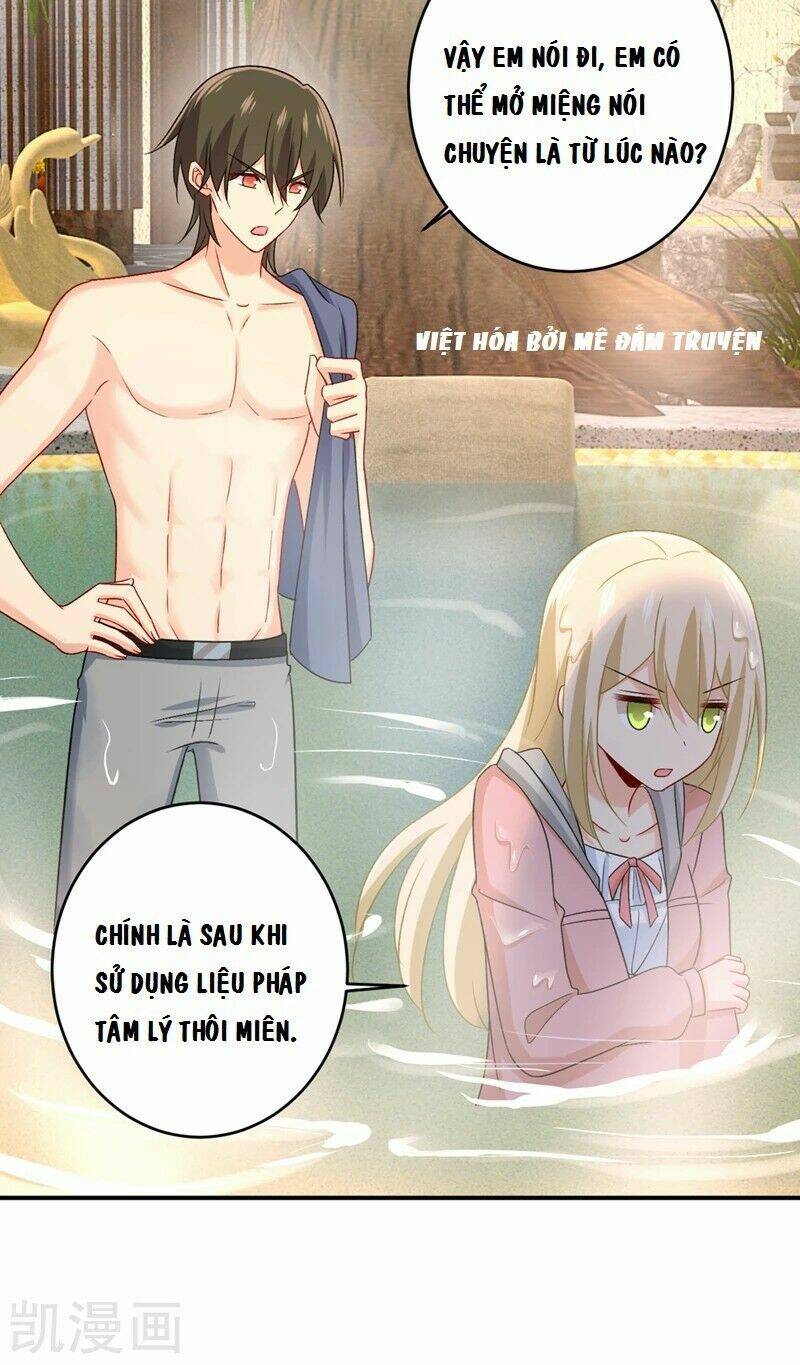 VẬY EM NÓI ĐI, EM CÓ
THỂ MỞ MIỆNG NÓI
CHUYỆN LÀ TỪ LÚC NÀO?
VIỆT HÓA BỞI MÊ ĐẮM TRUYỆN
CHÍNH LÀ SAU KHI
SỬ DỤNG LIỆU PHÁP
TÂM LÝ THÔI MIÊN.
凯漫画